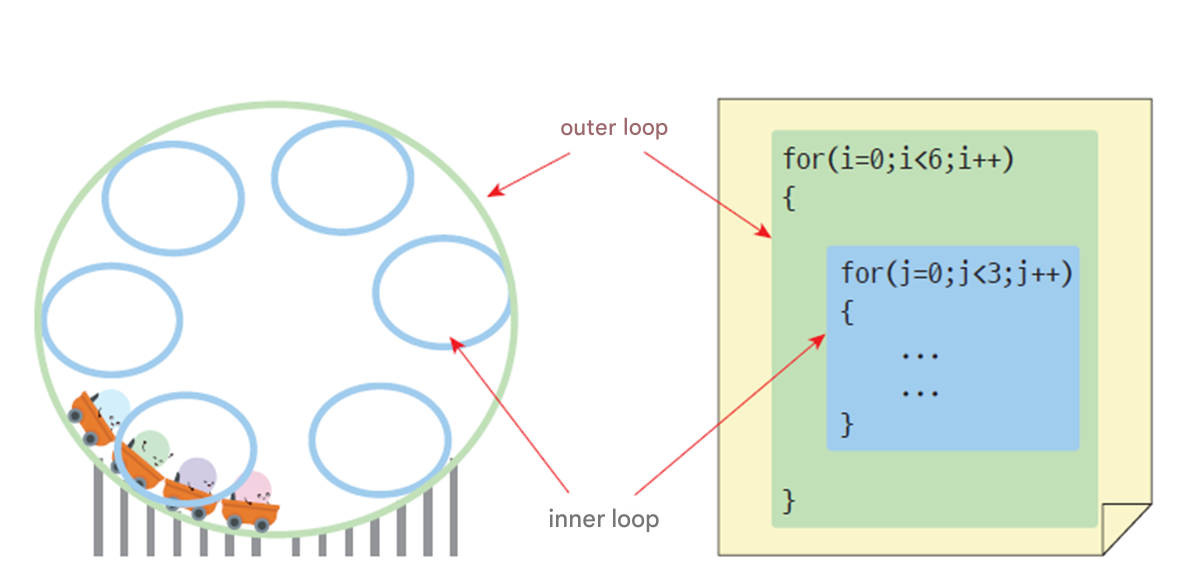 outer loop
for(i=0;i<6;i++)
{
for(j=0;j<3;j++)
{
...
...
}
}
inner loop